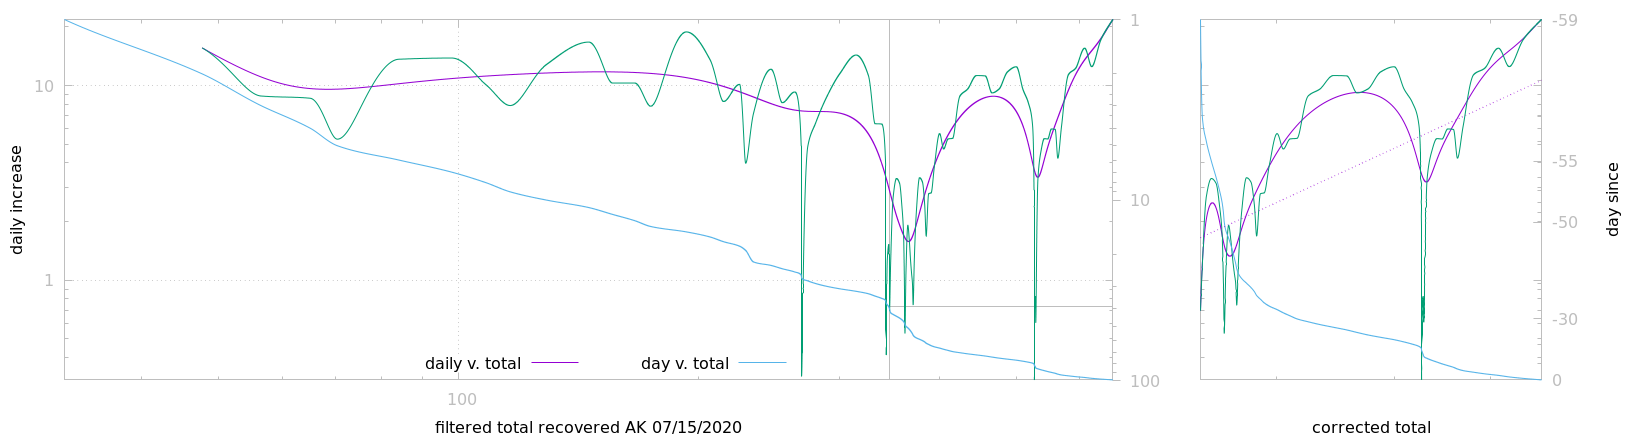 daily increase
10
1
daily v. total
day v. total
100
filtered total recovered AK 07/15/2020
1
10
100
corrected total
-59
-55
-50
-30
0
day since